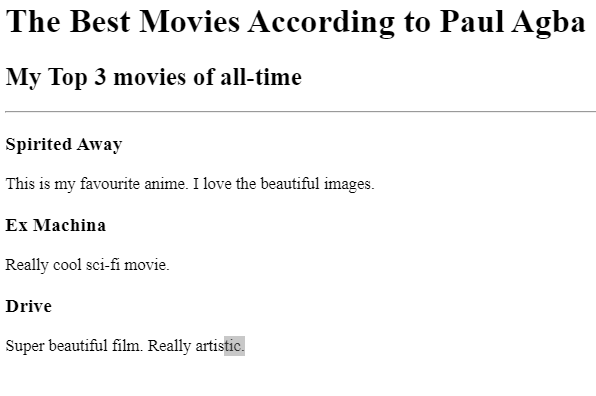 The Best Movies According to Paul Agba
My Top 3 movies of all-time
Spirited Away
This is my favourite anime. I love the beautiful images.
Ex Machina
Really cool sci-fi movie.
Drive
Super beautiful film. Really artistic.